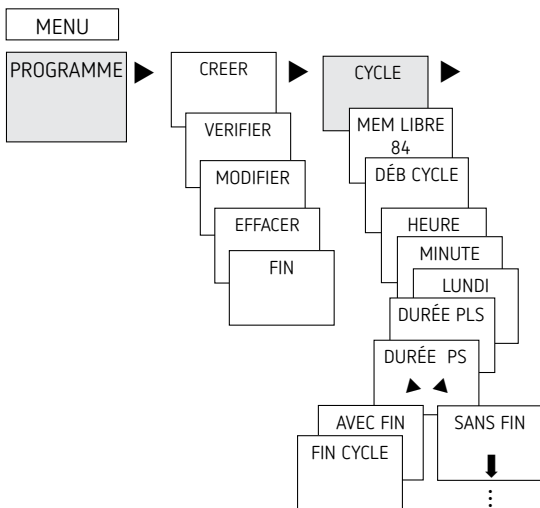 MENU
PROGRAMME
CREER
VERIFIER
MODIFIER
EFFACER
FIN
CYCLE
MEM LIBRE
84
DÉB CYCLE
HEURE
MINUTE
LUNDI
DURÉE PLS
DURÉE PS
AVEC FIN
FIN CYCLE
SANS FIN